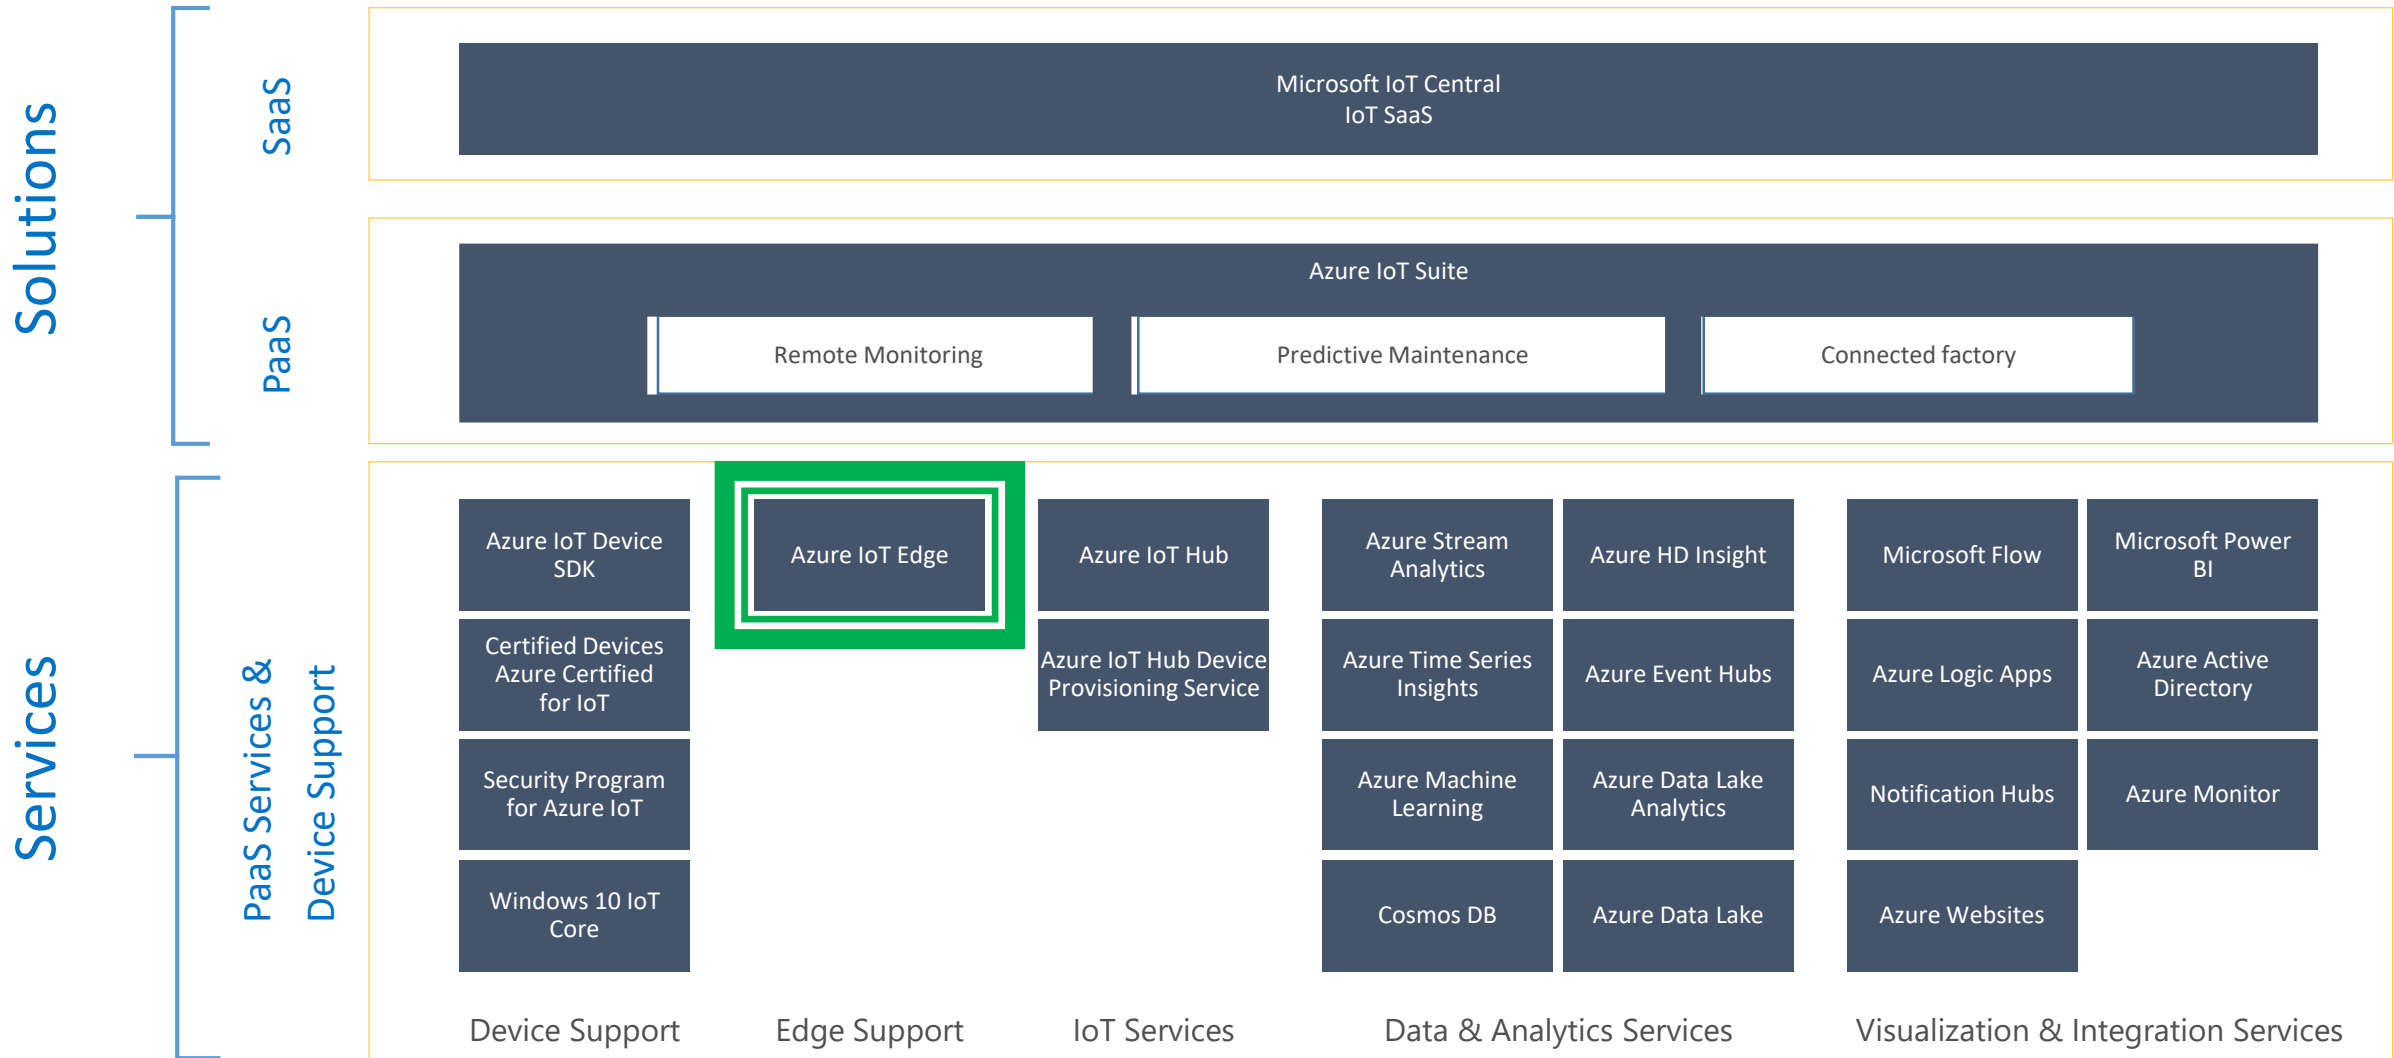 Solutions
SaaS
Microsoft IoT Central
IoT SaaS
PaaS
Azure IoT Suite
Remote Monitoring
Predictive Maintenance
Connected factory
Services
PaaS Services &
Device Support
Azure IoT Device
SDK
Certified Devices
Azure Certified
for IoT
Security Program
for Azure IoT
Windows 10 IoT
Core
Device Support
Azure IoT Edge
Edge Support
Azure IoT Hub
Azure IoT Hub Device
Provisioning Service
IoT Services
Azure Stream
Analytics
Azure HD Insight
Azure Time Series
Insights
Azure Event Hubs
Azure Machine
Learning
Azure Data Lake
Analytics
Cosmos DB
Azure Data Lake
Data & Analytics Services
Microsoft Flow
Microsoft Power
BI
Azure Logic Apps
Azure Active
Directory
Notification Hubs
Azure Monitor
Azure Websites
Visualization & Integration Services